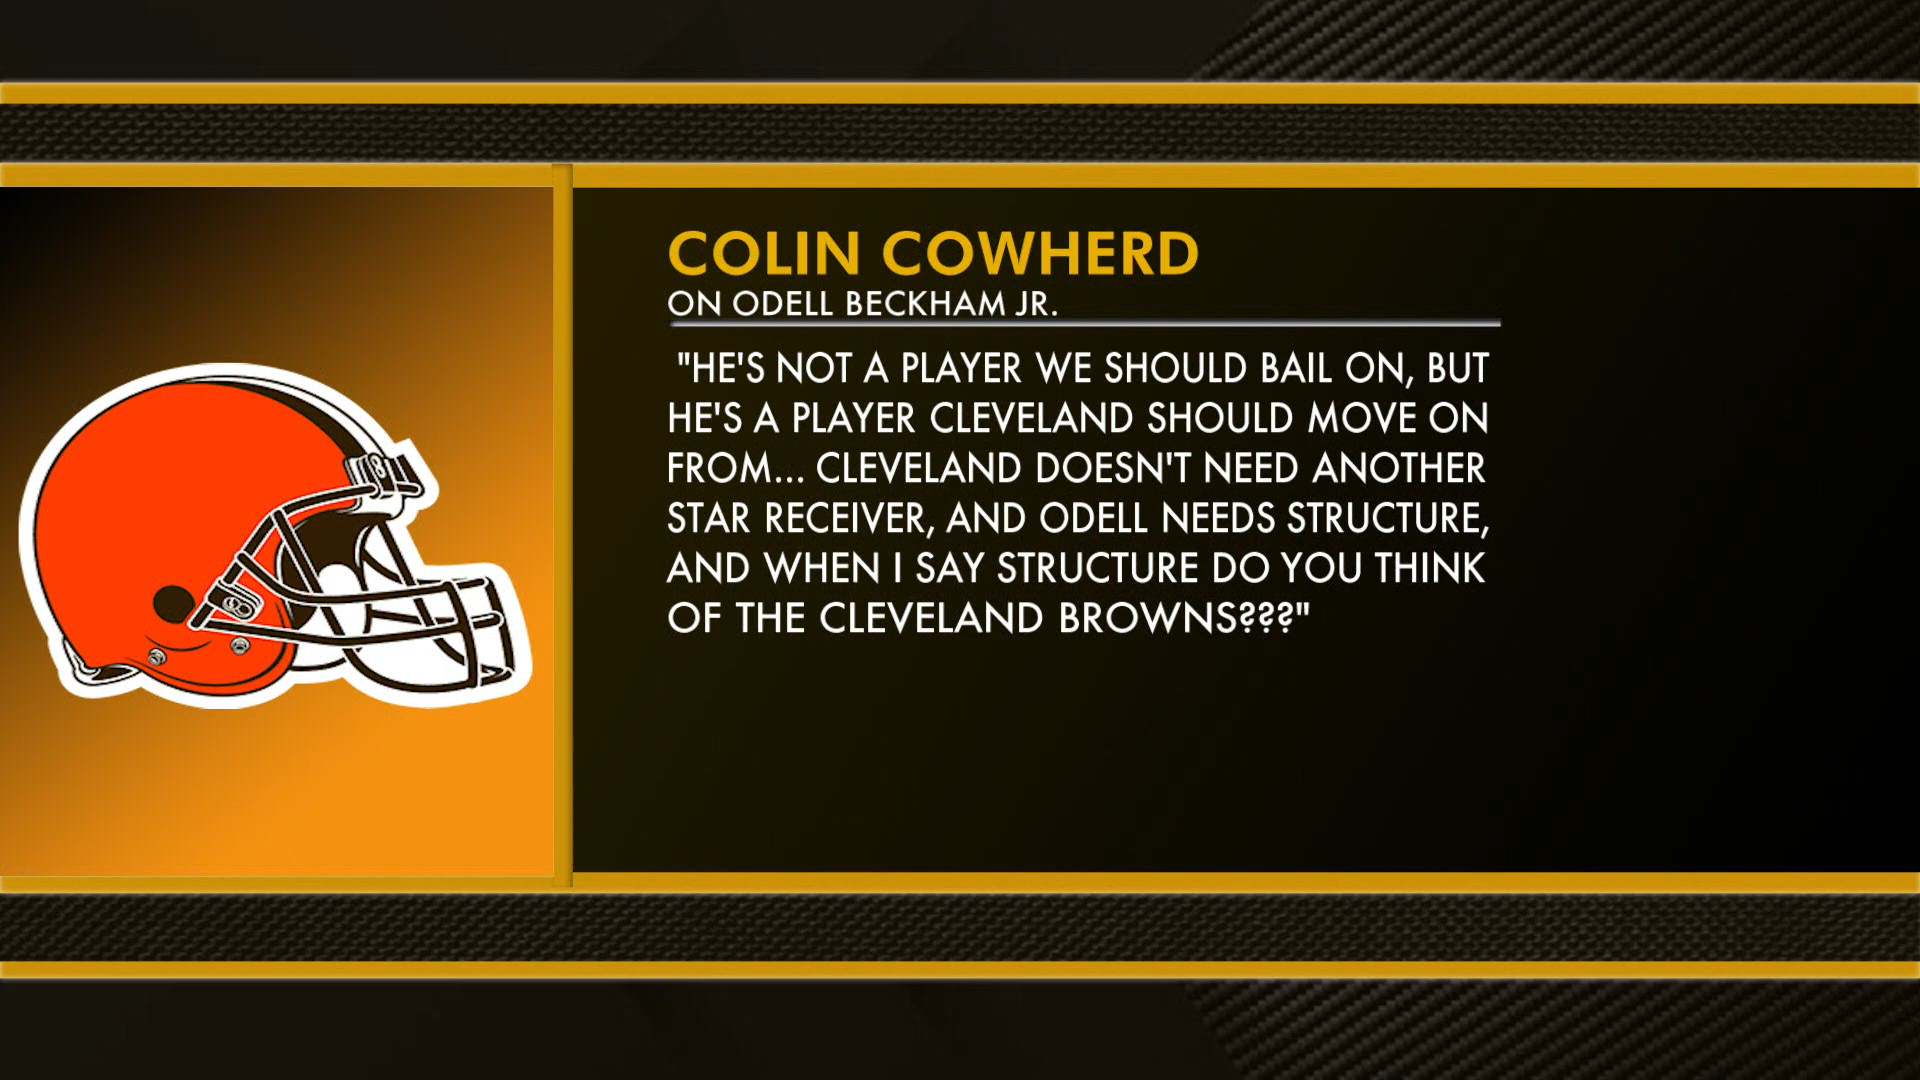 COLIN COWHERD
ON ODELL BECKHAM JR.
"HE'S NOT A PLAYER WE SHOULD BAIL ON, BUT
HE'S A PLAYER CLEVELAND SHOULD MOVE ON
FROM... CLEVELAND DOESN'T NEED ANOTHER
STAR RECEIVER, AND ODELL NEEDS STRUCTURE,
AND WHEN I SAY STRUCTURE DO YOU THINK
OF THE CLEVELAND BROWNS???"